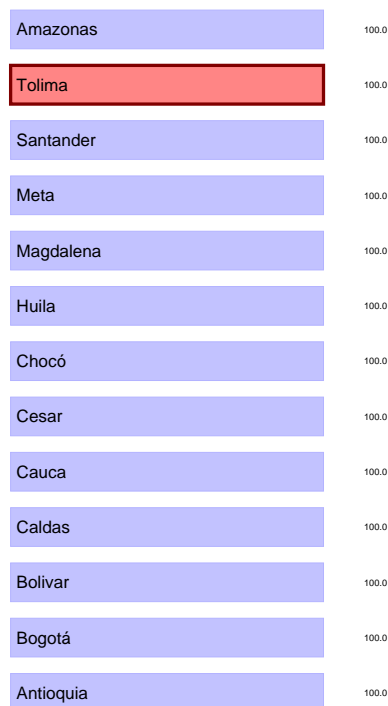 Amazonas 100.0
Tolima 100.0
Santander 100.0
Meta 100.0
Magdalena 100.0
Huila 100.0
Chocó 100.0
Cesar 100.0
Cauca 100.0
Caldas 100.0
Bolivar 100.0
Bogotá 100.0
Antioquia 100.0